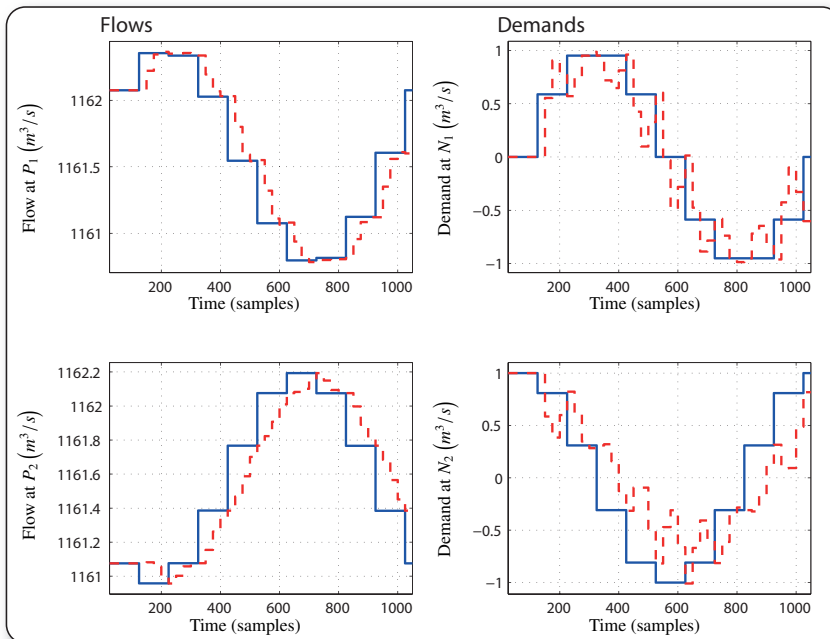 Flows
Demands
Flow at P₁ (m³/s)
1162
1161.5
1161
200 400 600 800 1000
Time (samples)
Demand at N₁ (m³/s)
1
0.5
0
−0.5
−1
200 400 600 800 1000
Time (samples)
Flow at P₂ (m³/s)
1162.2
1162
1161.8
1161.6
1161.4
1161.2
1161
200 400 600 800 1000
Time (samples)
Demand at N₂ (m³/s)
1
0.5
0
−0.5
−1
200 400 600 800 1000
Time (samples)